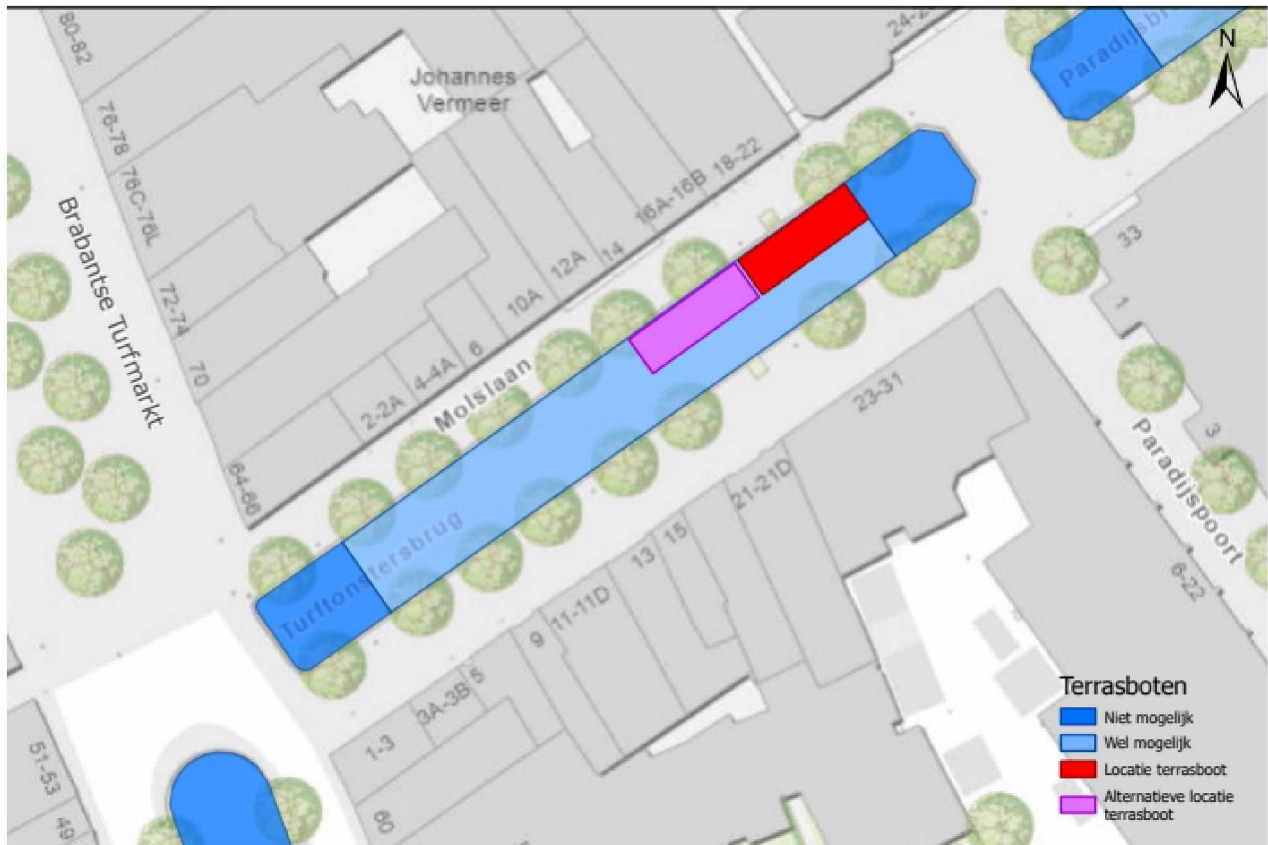 80-82
24-2
Paradijsbru
N
Johannes
Vermeer
76-78
76C-76L
18-22
16A-16B
14
12A
10A
33
1
Brabantse Turfmarkt
72-74
70
6
4-4A
2-2A
Molslaan
23-31
3
Paradijspoort
64-66
21-21D
15
13
Turftonstersbrug
11-11D
9
5
3A-3B
1-3
6-22
51-53
49
60
Terrasboten
Niet mogelijk
Wel mogelijk
Locatie terrasboot
Alternatieve locatie
terrasboot